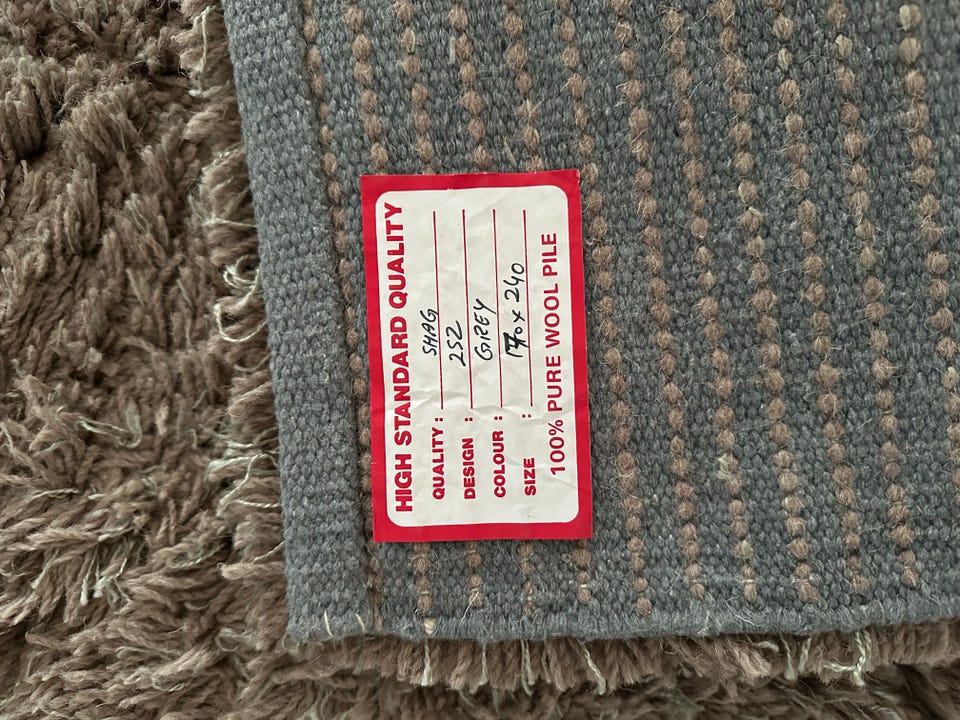 HIGH STANDARD QUALITY
QUALITY : SHAG
DESIGN : 252
COLOUR : GREY
SIZE : 170 x 240
100% PURE WOOL PILE